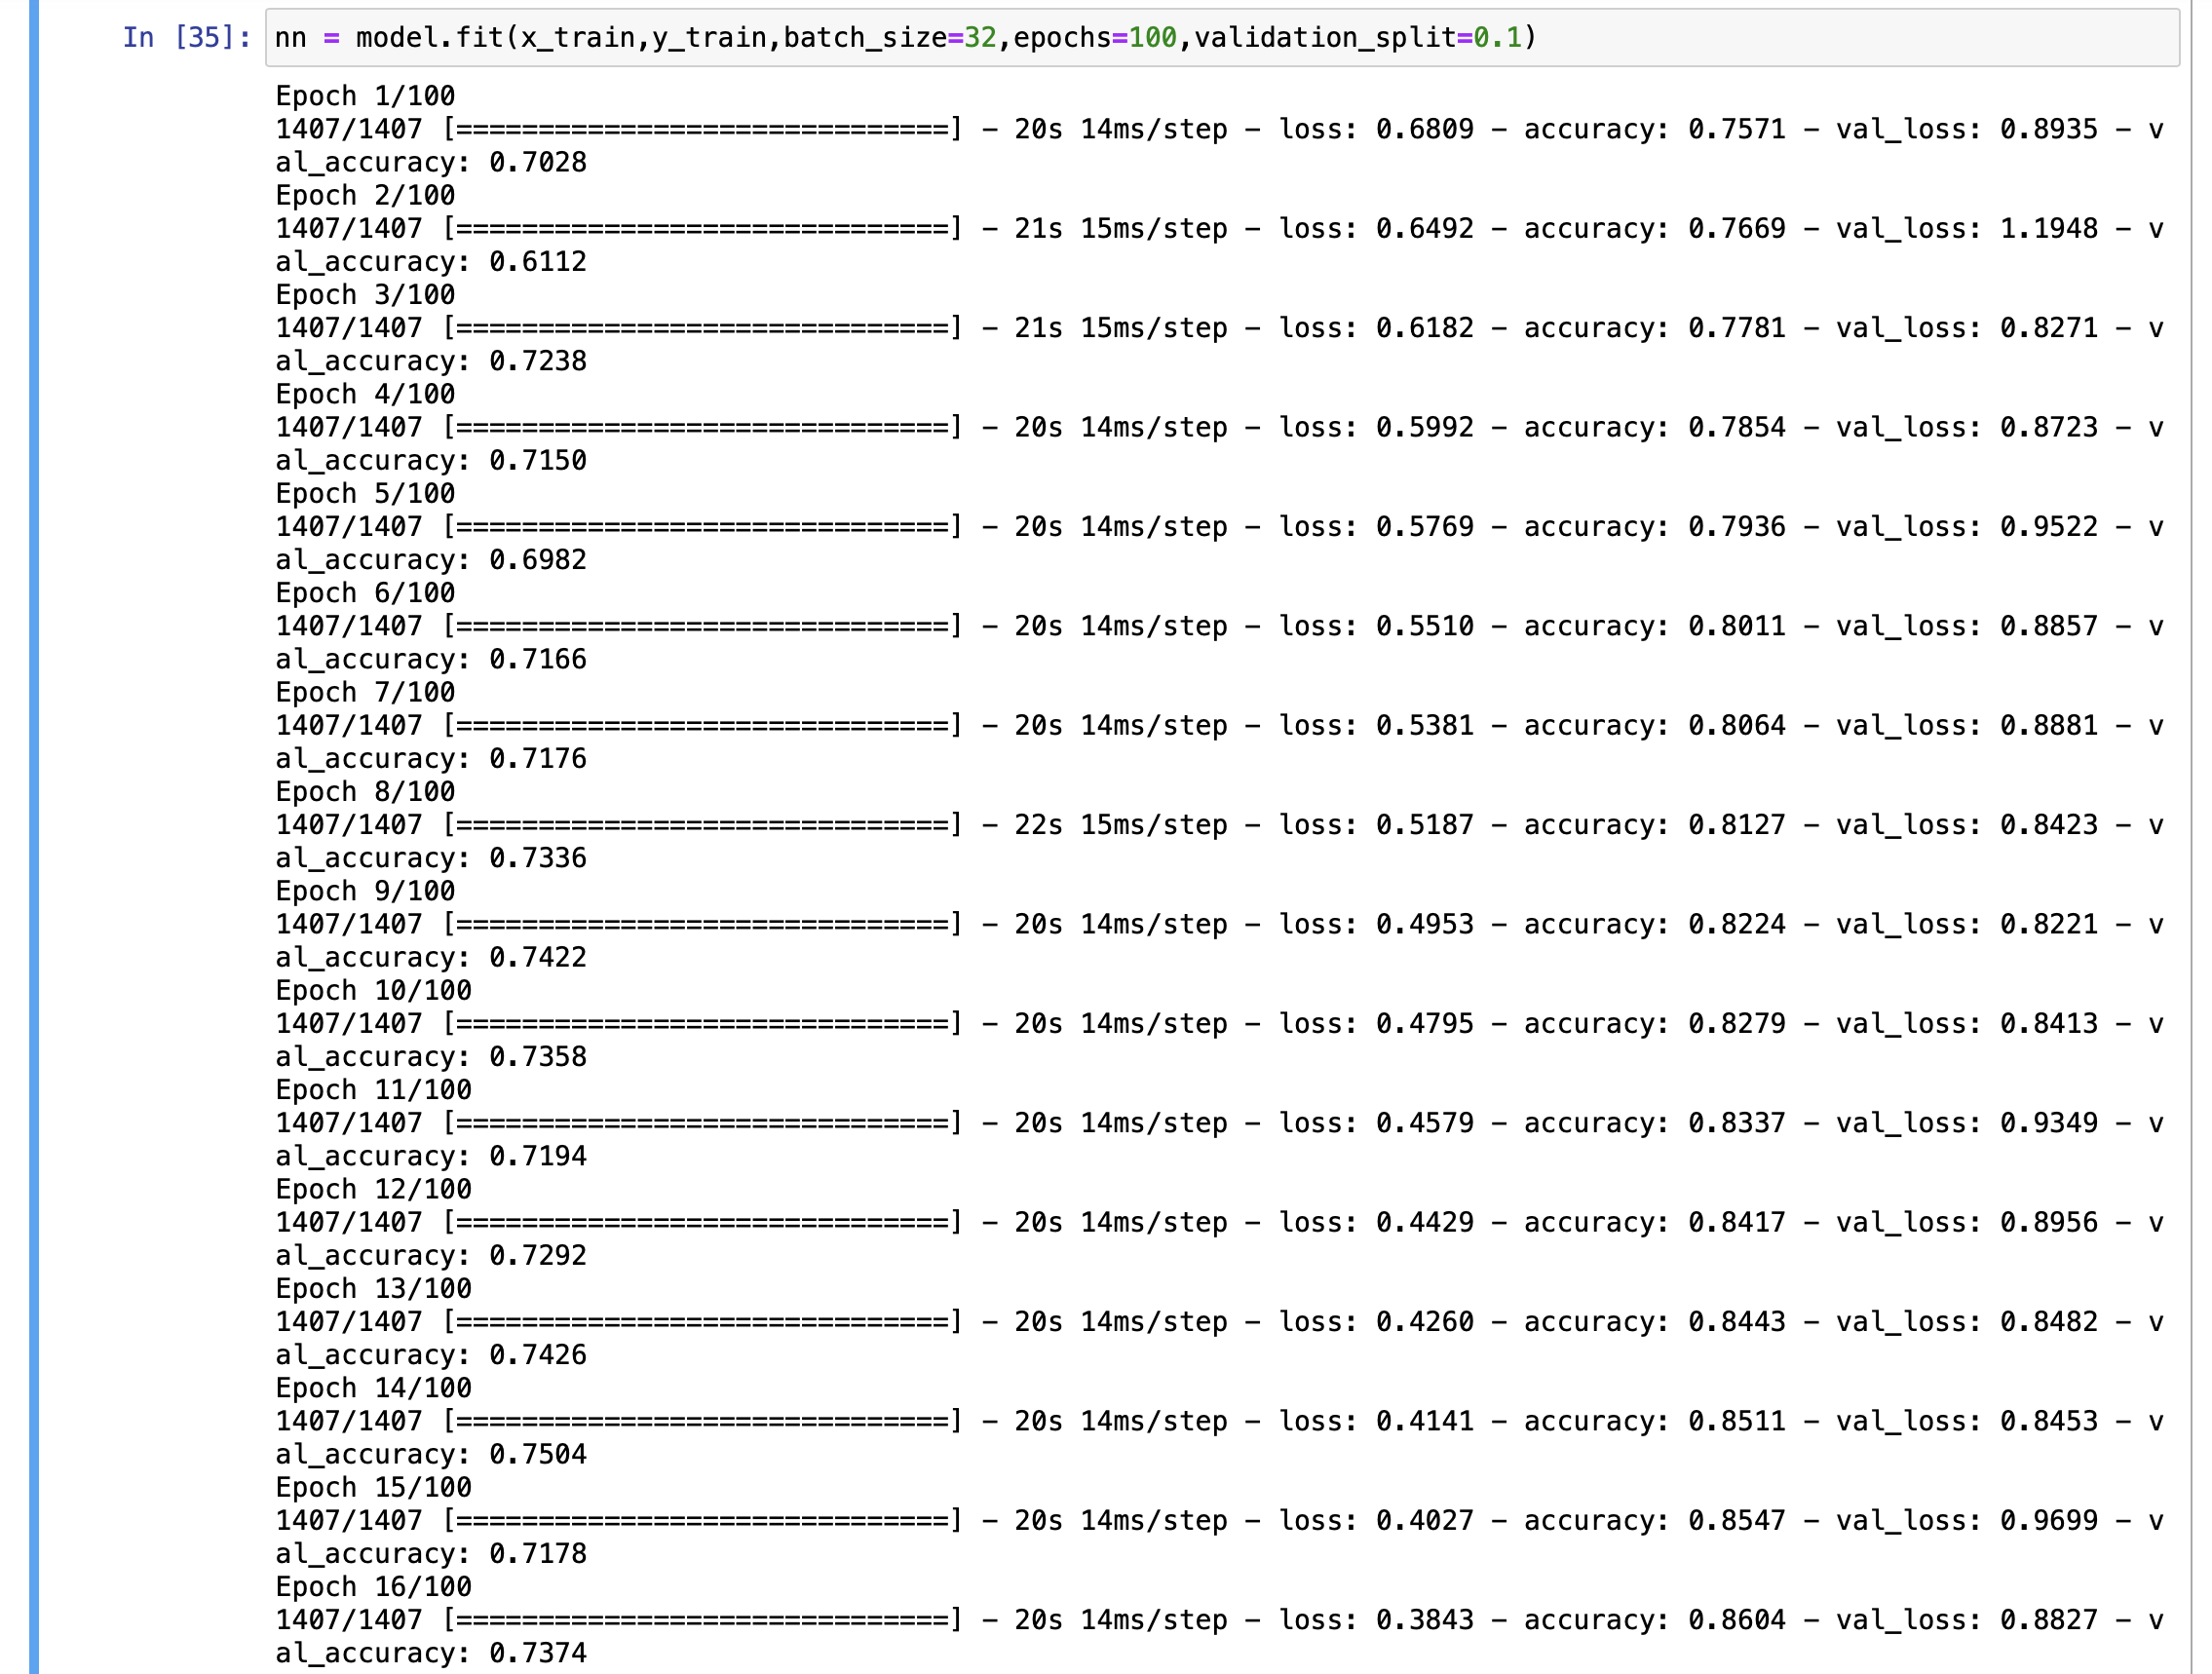 In [35]: nn = model.fit(x_train,y_train,batch_size=32,epochs=100,validation_split=0.1)
Epoch 1/100
1407/1407 [==============================] - 20s 14ms/step - loss: 0.6809 - accuracy: 0.7571 - val_loss: 0.8935 - v
al_accuracy: 0.7028
Epoch 2/100
1407/1407 [==============================] - 21s 15ms/step - loss: 0.6492 - accuracy: 0.7669 - val_loss: 1.1948 - v
al_accuracy: 0.6112
Epoch 3/100
1407/1407 [==============================] - 21s 15ms/step - loss: 0.6182 - accuracy: 0.7781 - val_loss: 0.8271 - v
al_accuracy: 0.7238
Epoch 4/100
1407/1407 [==============================] - 20s 14ms/step - loss: 0.5992 - accuracy: 0.7854 - val_loss: 0.8723 - v
al_accuracy: 0.7150
Epoch 5/100
1407/1407 [==============================] - 20s 14ms/step - loss: 0.5769 - accuracy: 0.7936 - val_loss: 0.9522 - v
al_accuracy: 0.6982
Epoch 6/100
1407/1407 [==============================] - 20s 14ms/step - loss: 0.5510 - accuracy: 0.8011 - val_loss: 0.8857 - v
al_accuracy: 0.7166
Epoch 7/100
1407/1407 [==============================] - 20s 14ms/step - loss: 0.5381 - accuracy: 0.8064 - val_loss: 0.8881 - v
al_accuracy: 0.7176
Epoch 8/100
1407/1407 [==============================] - 22s 15ms/step - loss: 0.5187 - accuracy: 0.8127 - val_loss: 0.8423 - v
al_accuracy: 0.7336
Epoch 9/100
1407/1407 [==============================] - 20s 14ms/step - loss: 0.4953 - accuracy: 0.8224 - val_loss: 0.8221 - v
al_accuracy: 0.7422
Epoch 10/100
1407/1407 [==============================] - 20s 14ms/step - loss: 0.4795 - accuracy: 0.8279 - val_loss: 0.8413 - v
al_accuracy: 0.7358
Epoch 11/100
1407/1407 [==============================] - 20s 14ms/step - loss: 0.4579 - accuracy: 0.8337 - val_loss: 0.9349 - v
al_accuracy: 0.7194
Epoch 12/100
1407/1407 [==============================] - 20s 14ms/step - loss: 0.4429 - accuracy: 0.8417 - val_loss: 0.8956 - v
al_accuracy: 0.7292
Epoch 13/100
1407/1407 [==============================] - 20s 14ms/step - loss: 0.4260 - accuracy: 0.8443 - val_loss: 0.8482 - v
al_accuracy: 0.7426
Epoch 14/100
1407/1407 [==============================] - 20s 14ms/step - loss: 0.4141 - accuracy: 0.8511 - val_loss: 0.8453 - v
al_accuracy: 0.7504
Epoch 15/100
1407/1407 [==============================] - 20s 14ms/step - loss: 0.4027 - accuracy: 0.8547 - val_loss: 0.9699 - v
al_accuracy: 0.7178
Epoch 16/100
1407/1407 [==============================] - 20s 14ms/step - loss: 0.3843 - accuracy: 0.8604 - val_loss: 0.8827 - v
al_accuracy: 0.7374